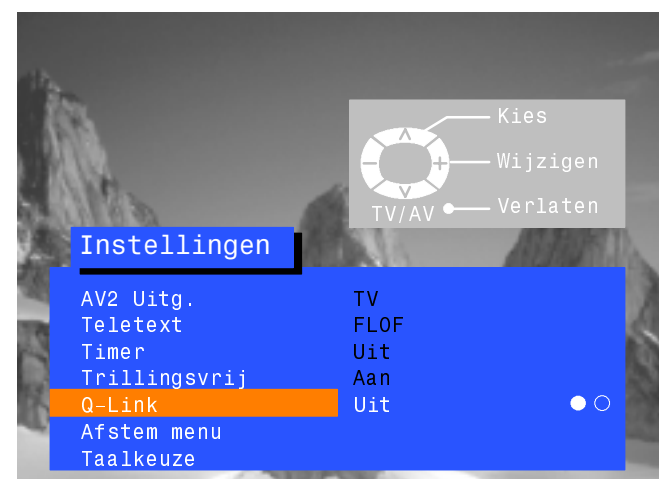 Kies
Wijzigen
TV/AV Verlaten
Instellingen
AV2 Uitg. TV
Teletext FLOF
Timer Uit
Trillingsvrij Aan
Q-Link Uit
Afstem menu
Taalkeuze